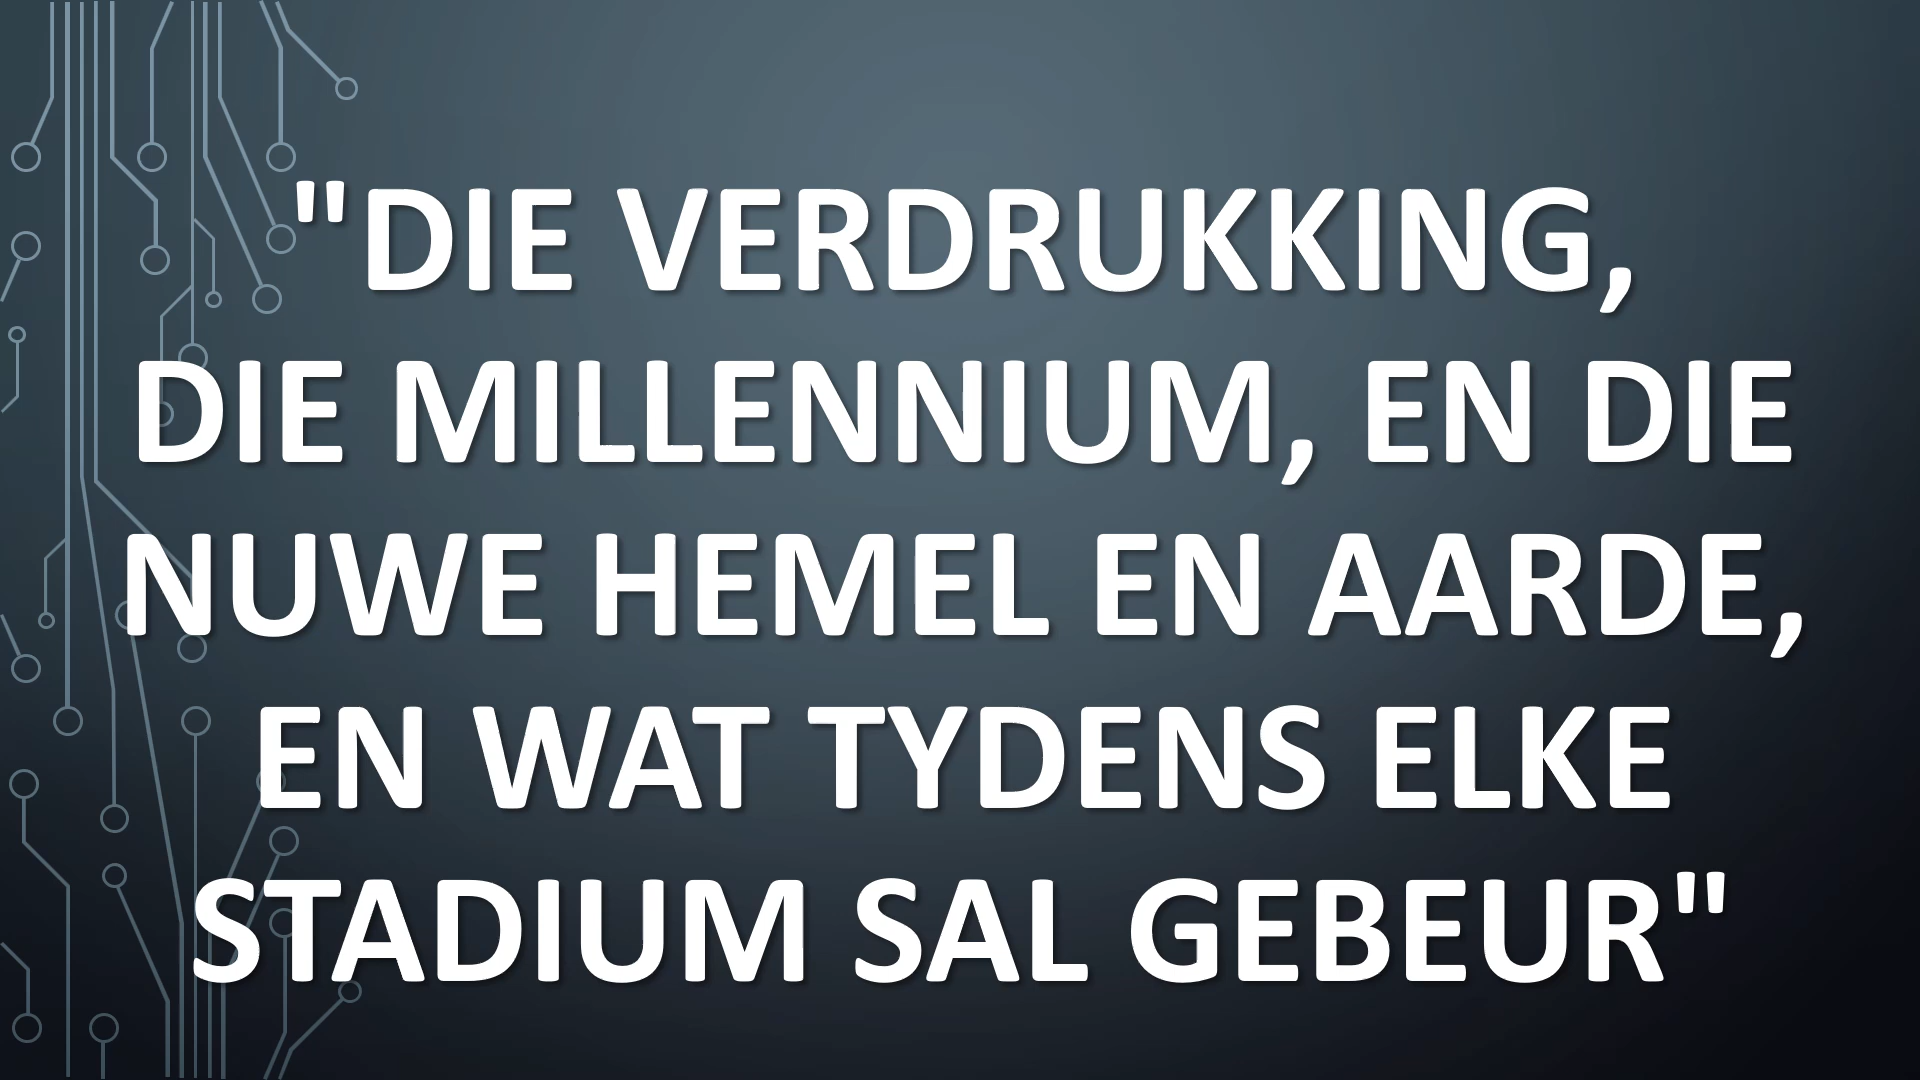 "DIE VERDRUKKING,
DIE MILLENNIUM, EN DIE
NUWE HEMEL EN AARDE,
EN WAT TYDENS ELKE
STADIUM SAL GEBEUR"